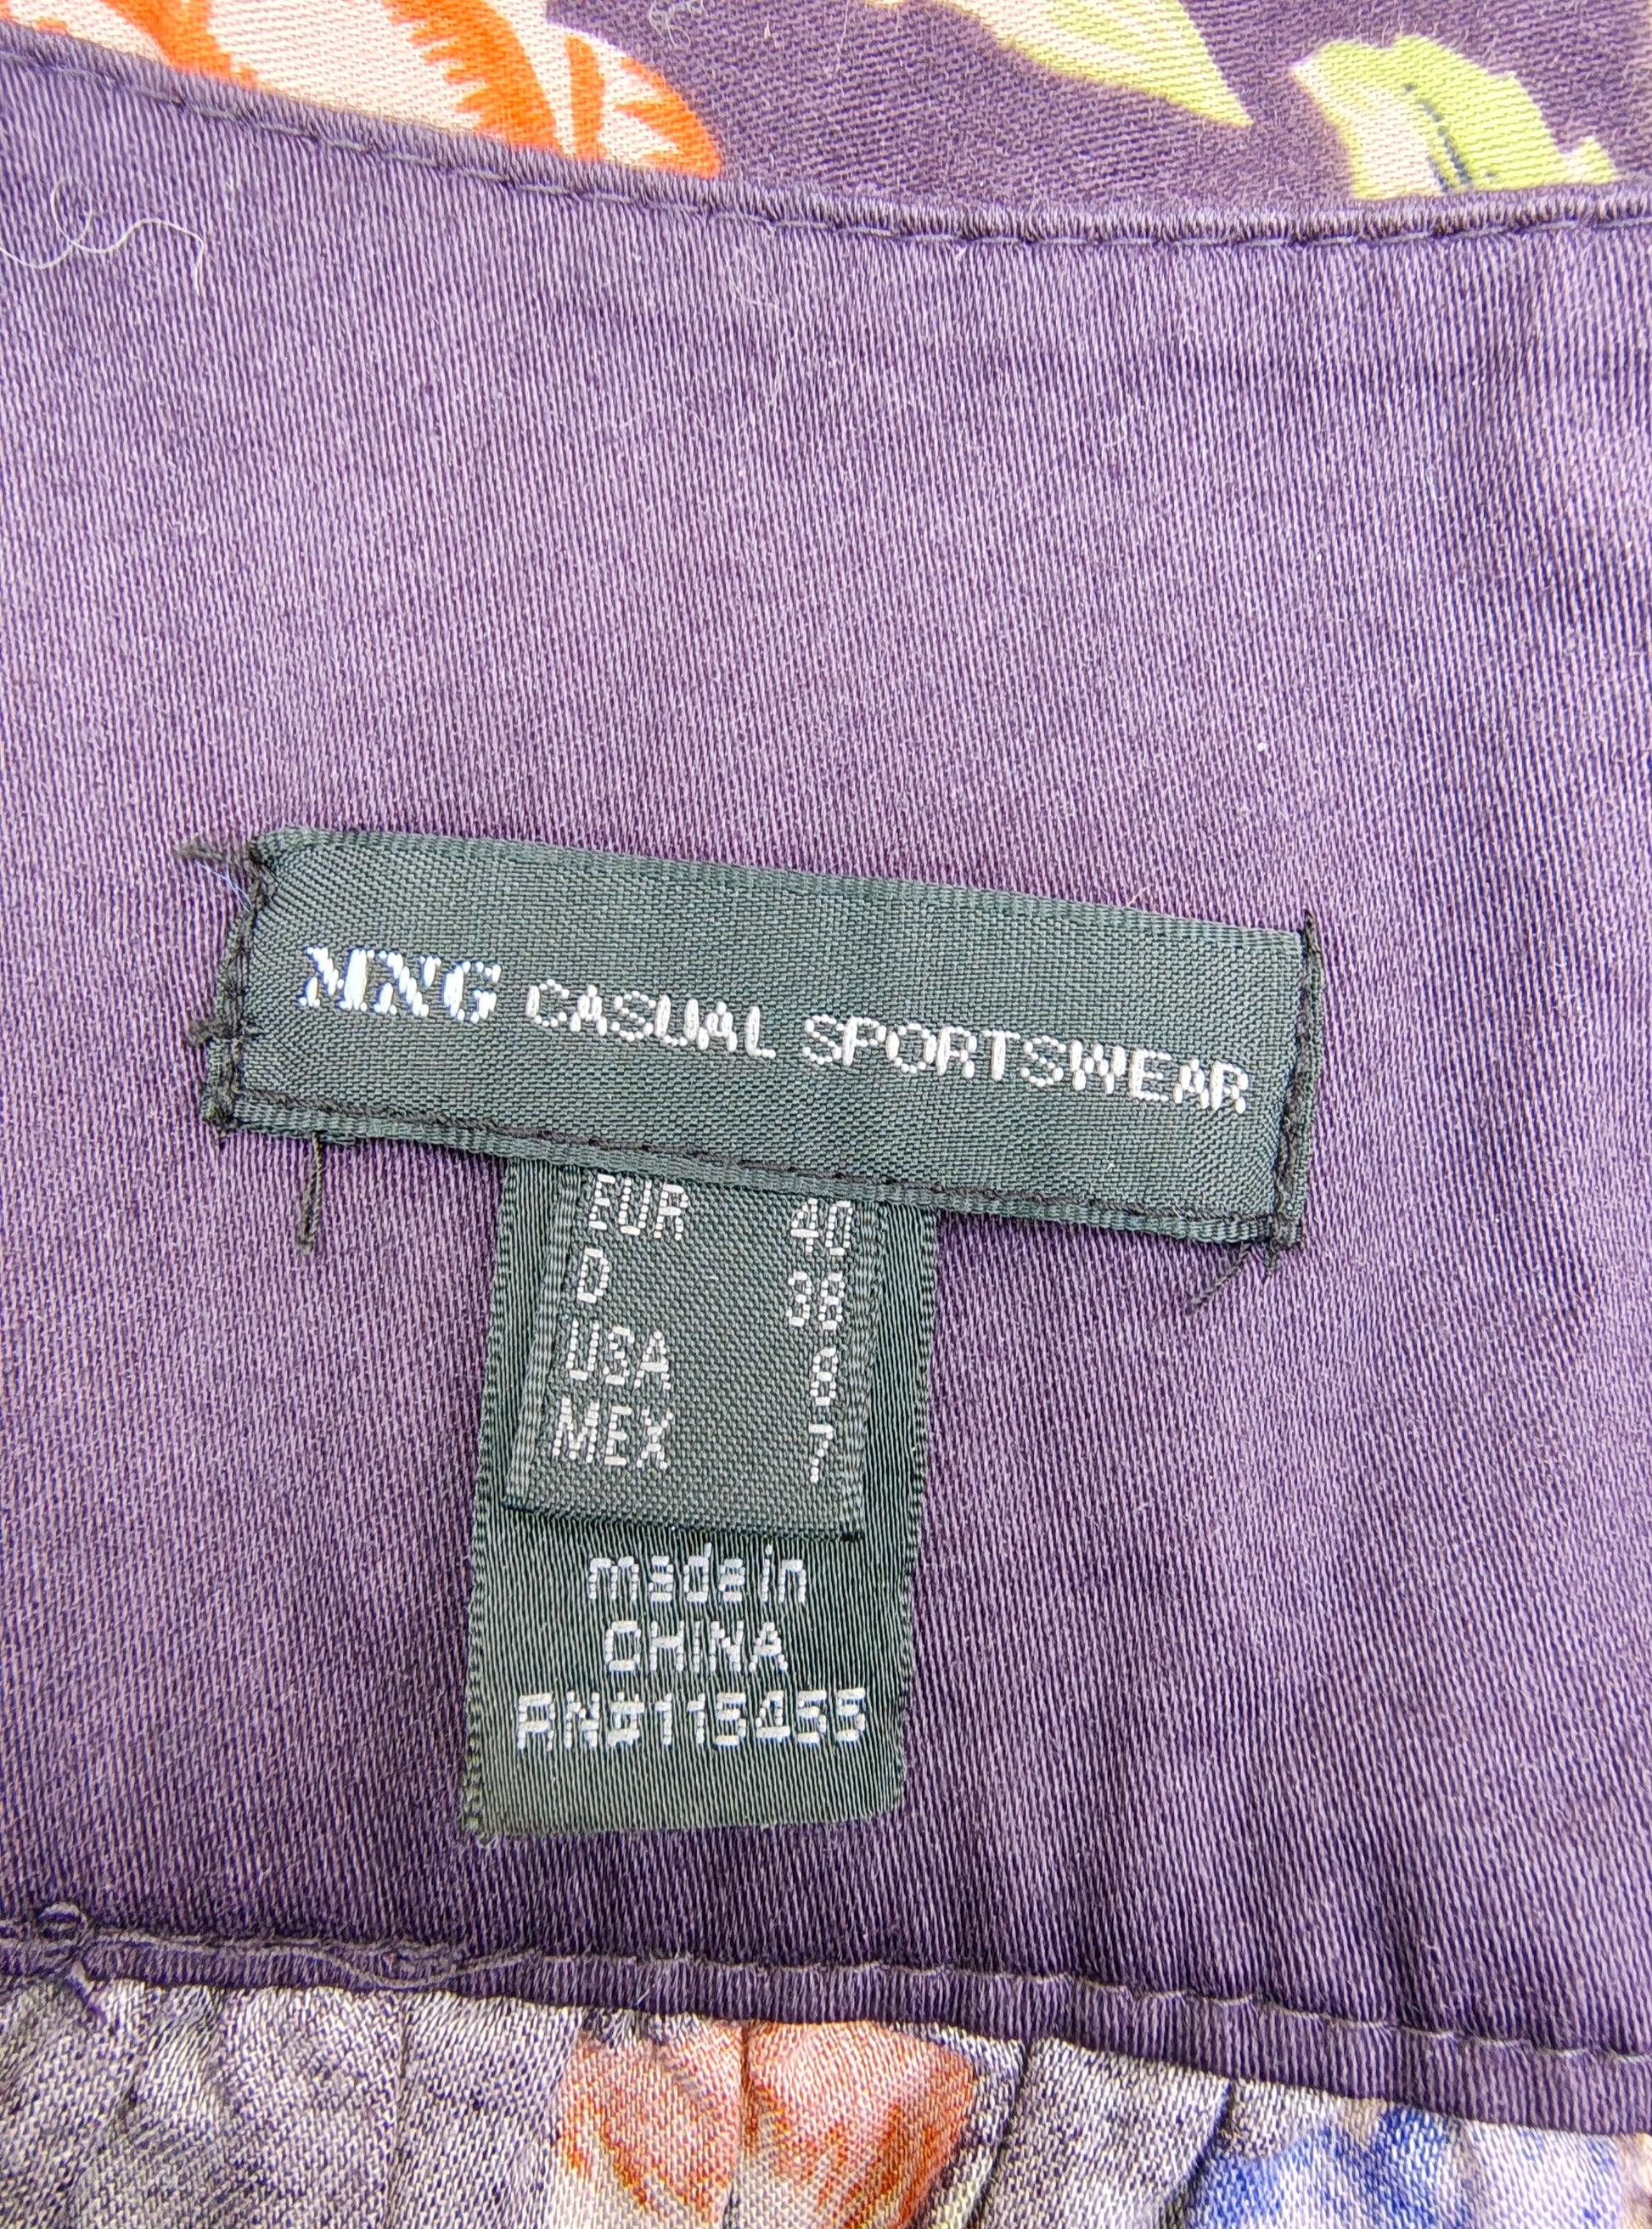 MNG CASUAL SPORTSWEAR
EUR 40
D 38
USA 8
MEX 7
made in
CHINA
RN#115455